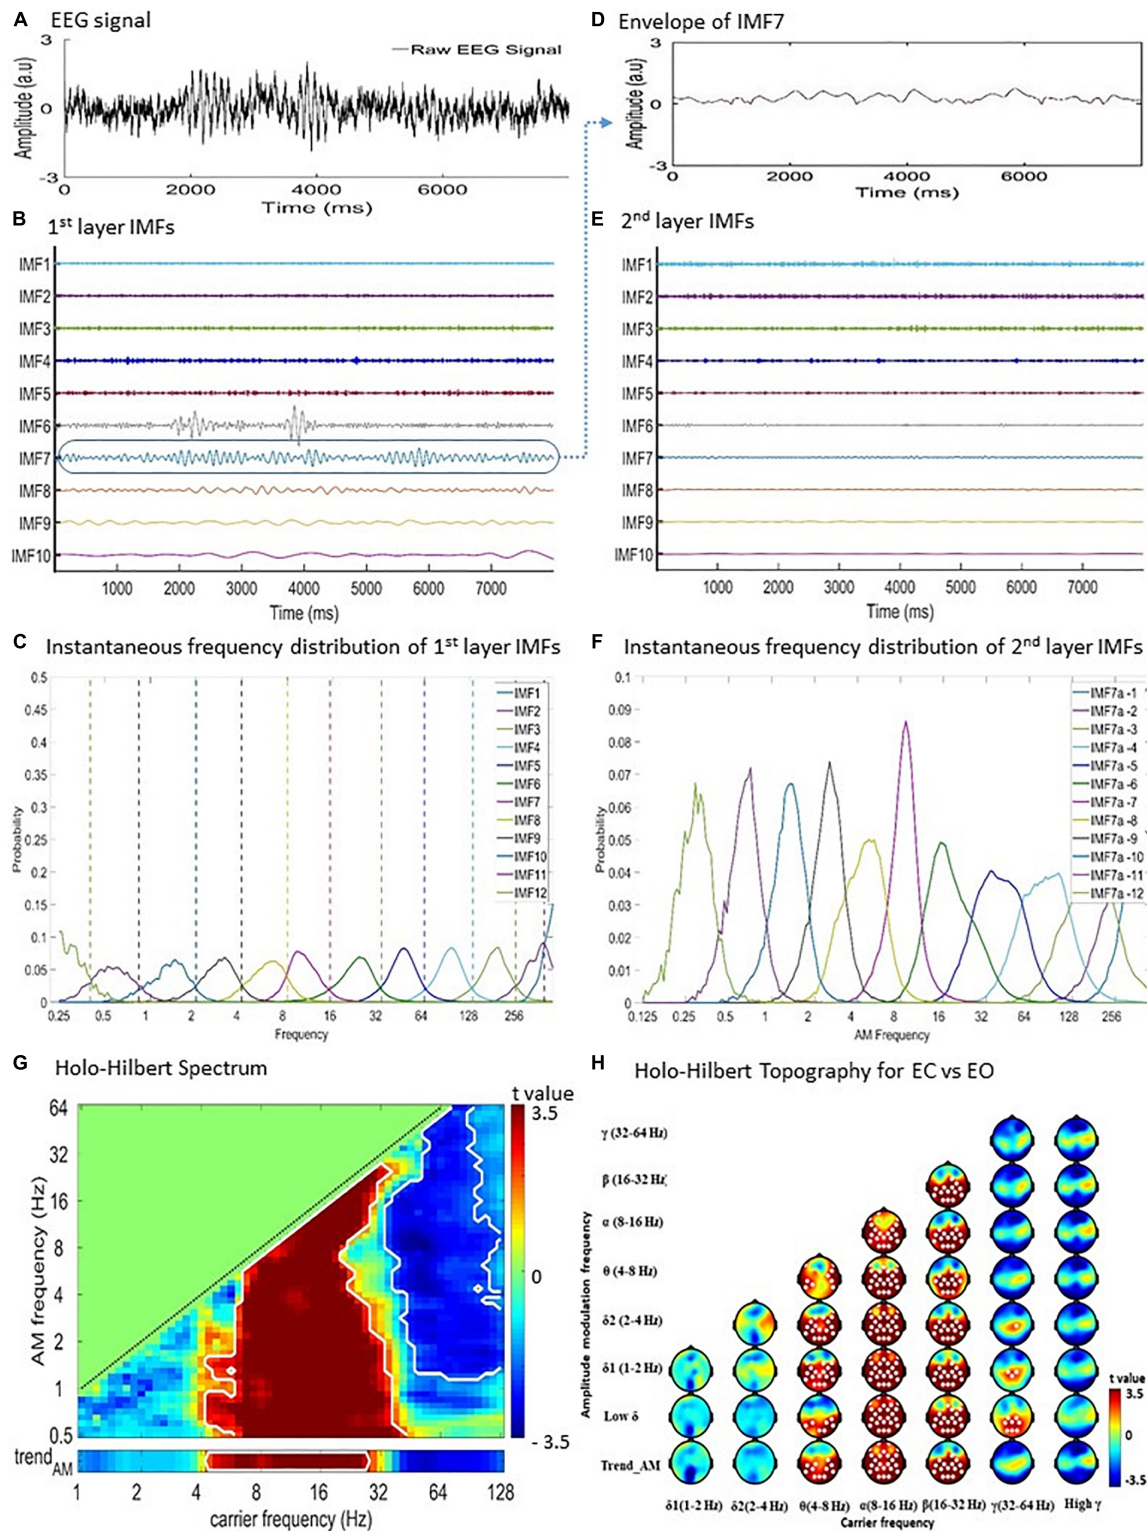 A EEG signal
3
0
-3
Amplitude (a.u)
Raw EEG Signal
0 2000 4000 6000
Time (ms)
B 1st layer IMFs
IMF1
IMF2
IMF3
IMF4
IMF5
IMF6
IMF7
IMF8
IMF9
IMF10
1000 2000 3000 4000 5000 6000 7000
Time (ms)
C Instantaneous frequency distribution of 1st layer IMFs
0.5
0.45
0.4
0.35
0.3
0.25
0.2
0.15
0.1
0.05
0
Probability
IMF1
IMF2
IMF3
IMF4
IMF5
IMF6
IMF7
IMF8
IMF9
IMF10
IMF11
IMF12
0.25 0.5 1 2 4 8 16 32 64 128 256
Frequency
D Envelope of IMF7
3
0
-3
Amplitude (a.u)
0 2000 4000 6000
Time (ms)
E 2nd layer IMFs
IMF1
IMF2
IMF3
IMF4
IMF5
IMF6
IMF7
IMF8
IMF9
IMF10
1000 2000 3000 4000 5000 6000 7000
Time (ms)
F Instantaneous frequency distribution of 2nd layer IMFs
0.1
0.09
0.08
0.07
0.06
0.05
0.04
0.03
0.02
0.01
0
Probability
IMF7a -1
IMF7a -2
IMF7a -3
IMF7a -4
IMF7a -5
IMF7a -6
IMF7a -7
IMF7a -8
IMF7a -9
IMF7a -10
IMF7a -11
IMF7a -12
0.125 0.25 0.5 1 2 4 8 16 32 64 128 256
AM Frequency
G Holo-Hilbert Spectrum
t value
3.5
0
- 3.5
64
32
16
8
4
2
1
0.5
AM frequency (Hz)
trend AM
1 2 4 8 16 32 64 128
carrier frequency (Hz)
H Holo-Hilbert Topography for EC vs EO
γ (32-64 Hz)
β (16-32 Hz)
α (8-16 Hz)
θ (4-8 Hz)
δ2 (2-4 Hz)
δ1 (1-2 Hz)
Low δ
Trend_AM
Amplitude modulation frequency
t value
3.5
0
-3.5
δ1(1-2 Hz) δ2(2-4 Hz) θ(4-8 Hz) α(8-16 Hz) β(16-32 Hz) γ(32-64 Hz) High γ
Carrier frequency